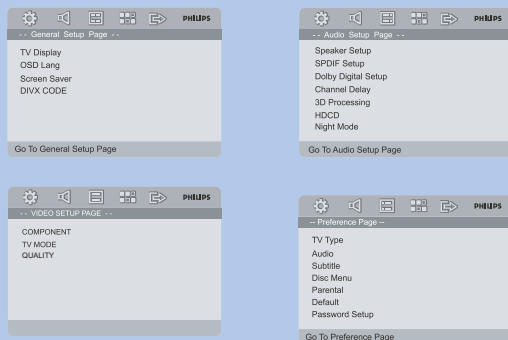 PHILIPS
-- General Setup Page --
TV Display
OSD Lang
Screen Saver
DIVX CODE
Go To General Setup Page
PHILIPS
-- Audio Setup Page --
Speaker Setup
SPDIF Setup
Dolby Digital Setup
Channel Delay
3D Processing
HDCD
Night Mode
Go To Audio Setup Page
PHILIPS
-- VIDEO SETUP PAGE --
COMPONENT
TV MODE
QUALITY
PHILIPS
-- Preference Page --
TV Type
Audio
Subtitle
Disc Menu
Parental
Default
Password Setup
Go To Preference Page